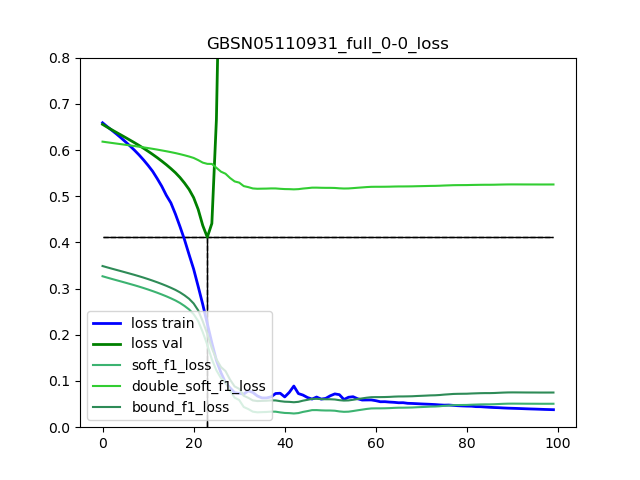 GBSN05110931_full_0-0_loss
0.8
0.7
0.6
0.5
0.4
0.3
0.2
0.1
0.0
loss train
loss val
soft_f1_loss
double_soft_f1_loss
bound_f1_loss
0 20 40 60 80 100